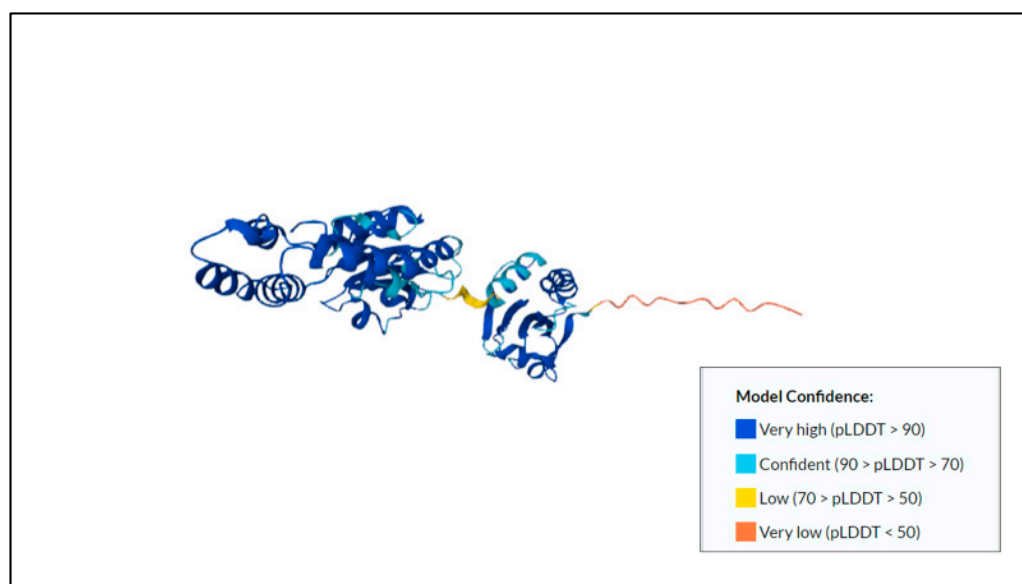 Model Confidence:
Very high (pLDDT > 90)
Confident (90 > pLDDT > 70)
Low (70 > pLDDT > 50)
Very low (pLDDT < 50)